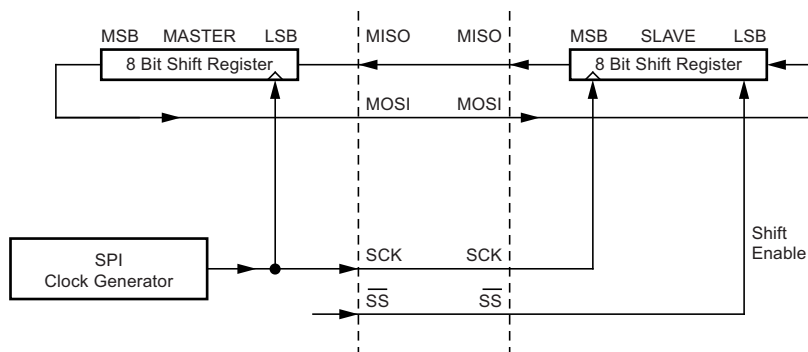 MSB MASTER LSB MISO MISO MSB SLAVE LSB
8 Bit Shift Register 8 Bit Shift Register
MOSI MOSI
Shift
Enable
SPI
Clock Generator
SCK SCK
SS SS